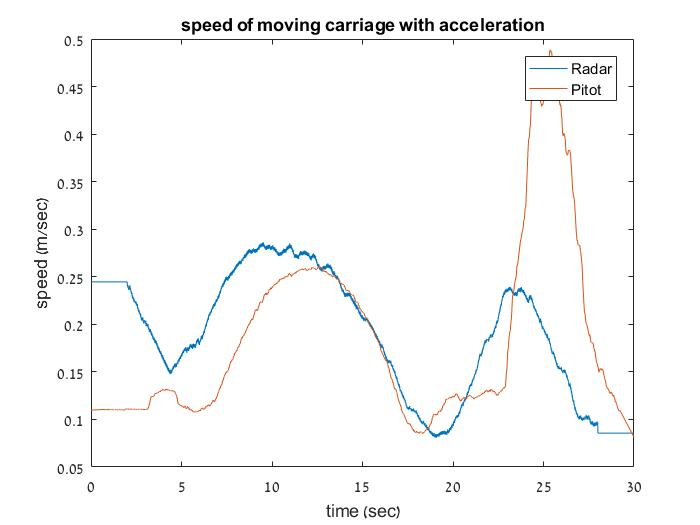 speed of moving carriage with acceleration
0.5
0.45
0.4
0.35
0.3
0.25
0.2
0.15
0.1
0.05
speed (m/sec)
Radar
Pitot
0 5 10 15 20 25 30
time (sec)